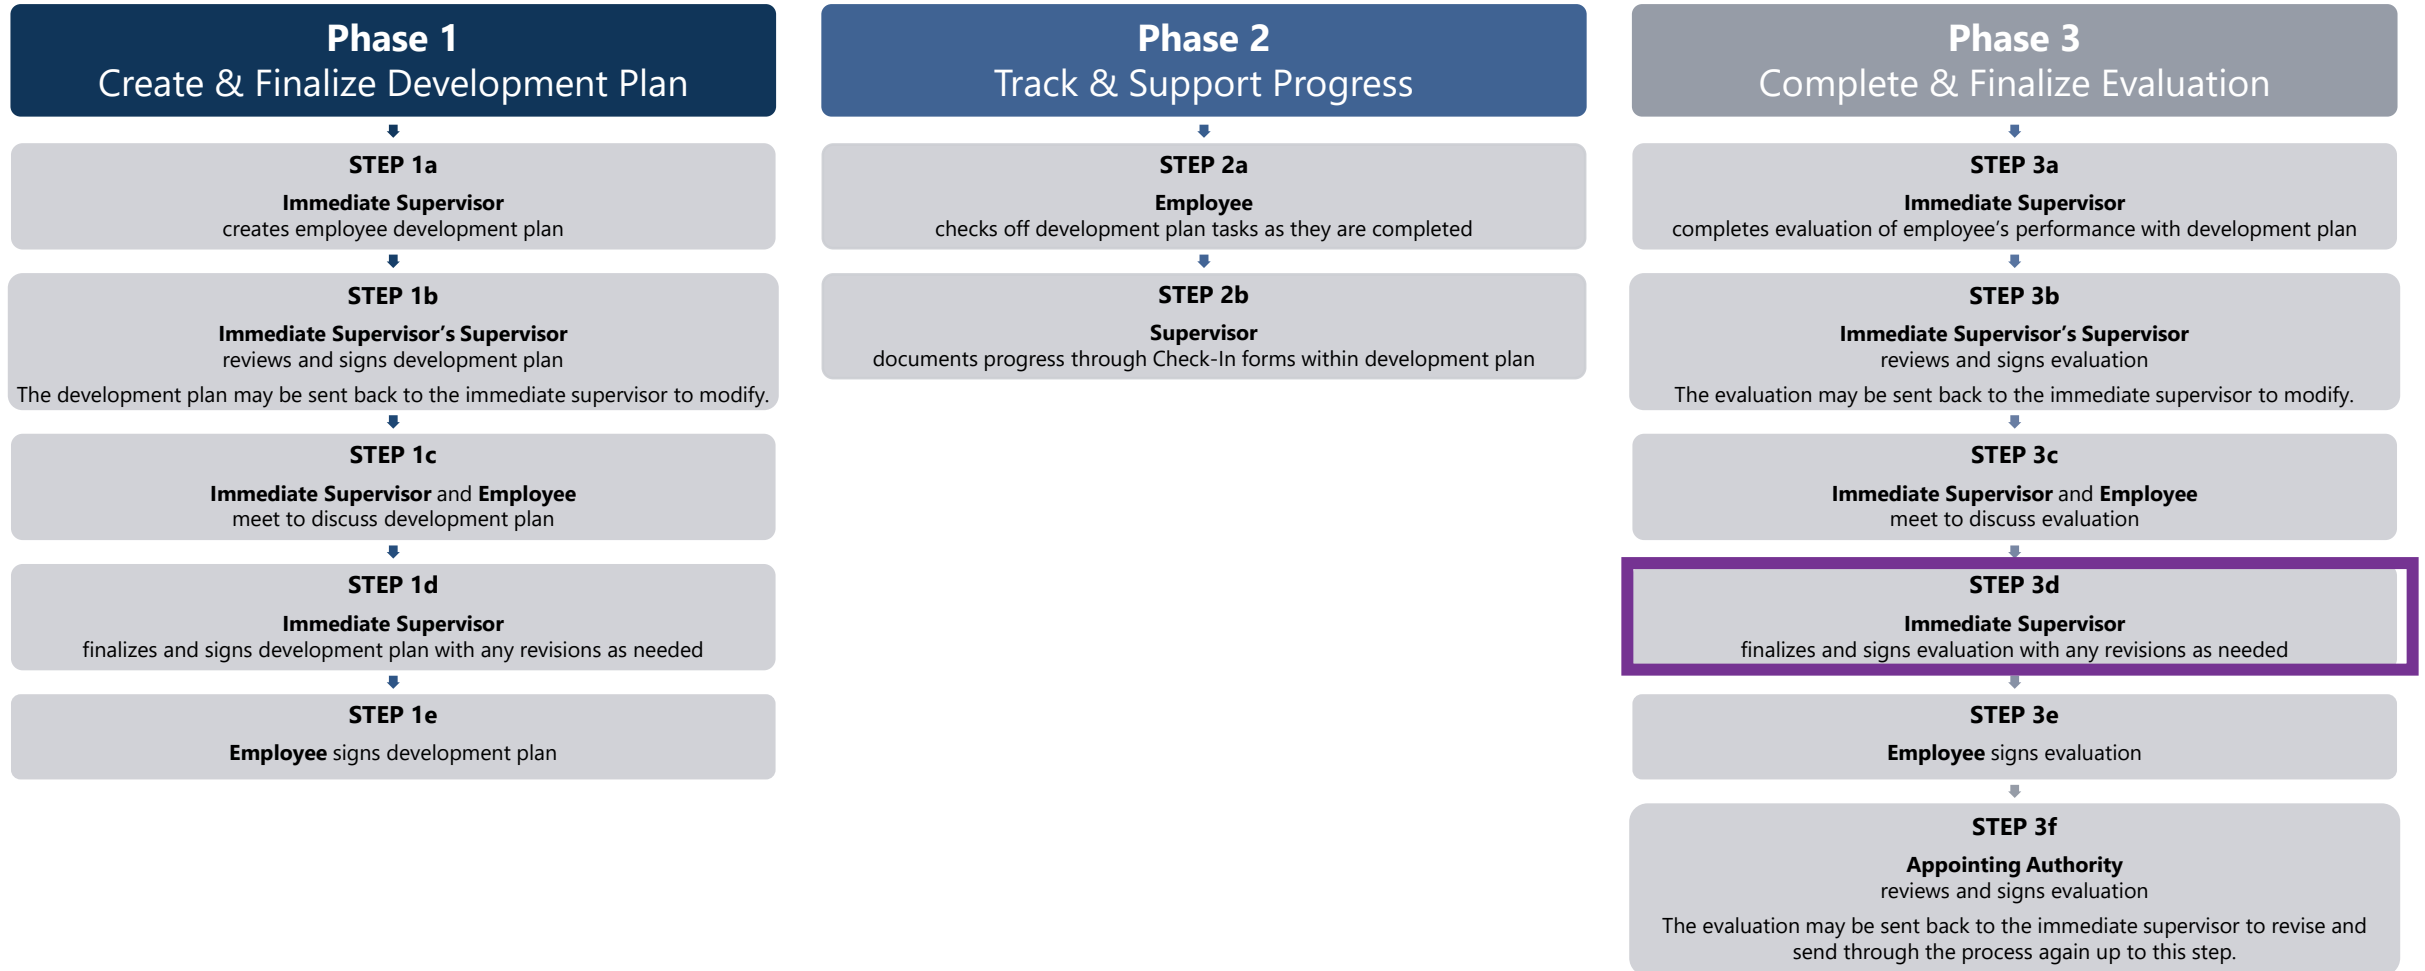 Phase 1
Create & Finalize Development Plan
STEP 1a
Immediate Supervisor
creates employee development plan
STEP 1b
Immediate Supervisor’s Supervisor
reviews and signs development plan
The development plan may be sent back to the immediate supervisor to modify.
STEP 1c
Immediate Supervisor and Employee
meet to discuss development plan
STEP 1d
Immediate Supervisor
finalizes and signs development plan with any revisions as needed
STEP 1e
Employee signs development plan
Phase 2
Track & Support Progress
STEP 2a
Employee
checks off development plan tasks as they are completed
STEP 2b
Supervisor
documents progress through Check-In forms within development plan
Phase 3
Complete & Finalize Evaluation
STEP 3a
Immediate Supervisor
completes evaluation of employee’s performance with development plan
STEP 3b
Immediate Supervisor’s Supervisor
reviews and signs evaluation
The evaluation may be sent back to the immediate supervisor to modify.
STEP 3c
Immediate Supervisor and Employee
meet to discuss evaluation
STEP 3d
Immediate Supervisor
finalizes and signs evaluation with any revisions as needed
STEP 3e
Employee signs evaluation
STEP 3f
Appointing Authority
reviews and signs evaluation
The evaluation may be sent back to the immediate supervisor to revise and
send through the process again up to this step.